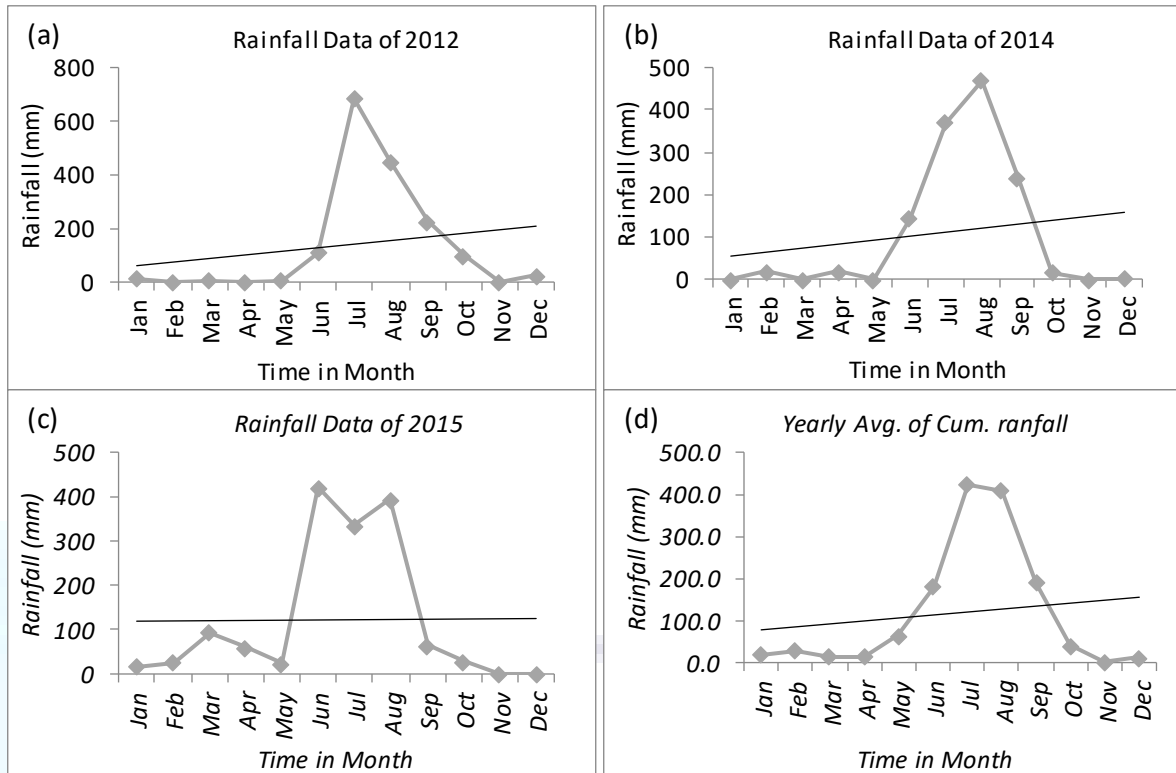 (a)
Rainfall Data of 2012
800
600
400
200
0
Rainfall (mm)
Jan Feb Mar Apr May Jun Jul Aug Sep Oct Nov Dec
Time in Month
(b)
Rainfall Data of 2014
500
400
300
200
100
0
Rainfall (mm)
Jan Feb Mar Apr May Jun Jul Aug Sep Oct Nov Dec
Time in Month
(c)
Rainfall Data of 2015
500
400
300
200
100
0
Rainfall (mm)
Jan Feb Mar Apr May Jun Jul Aug Sep Oct Nov Dec
Time in Month
(d)
Yearly Avg. of Cum. ranfall
500.0
400.0
300.0
200.0
100.0
0.0
Rainfall (mm)
Jan Feb Mar Apr May Jun Jul Aug Sep Oct Nov Dec
Time in Month